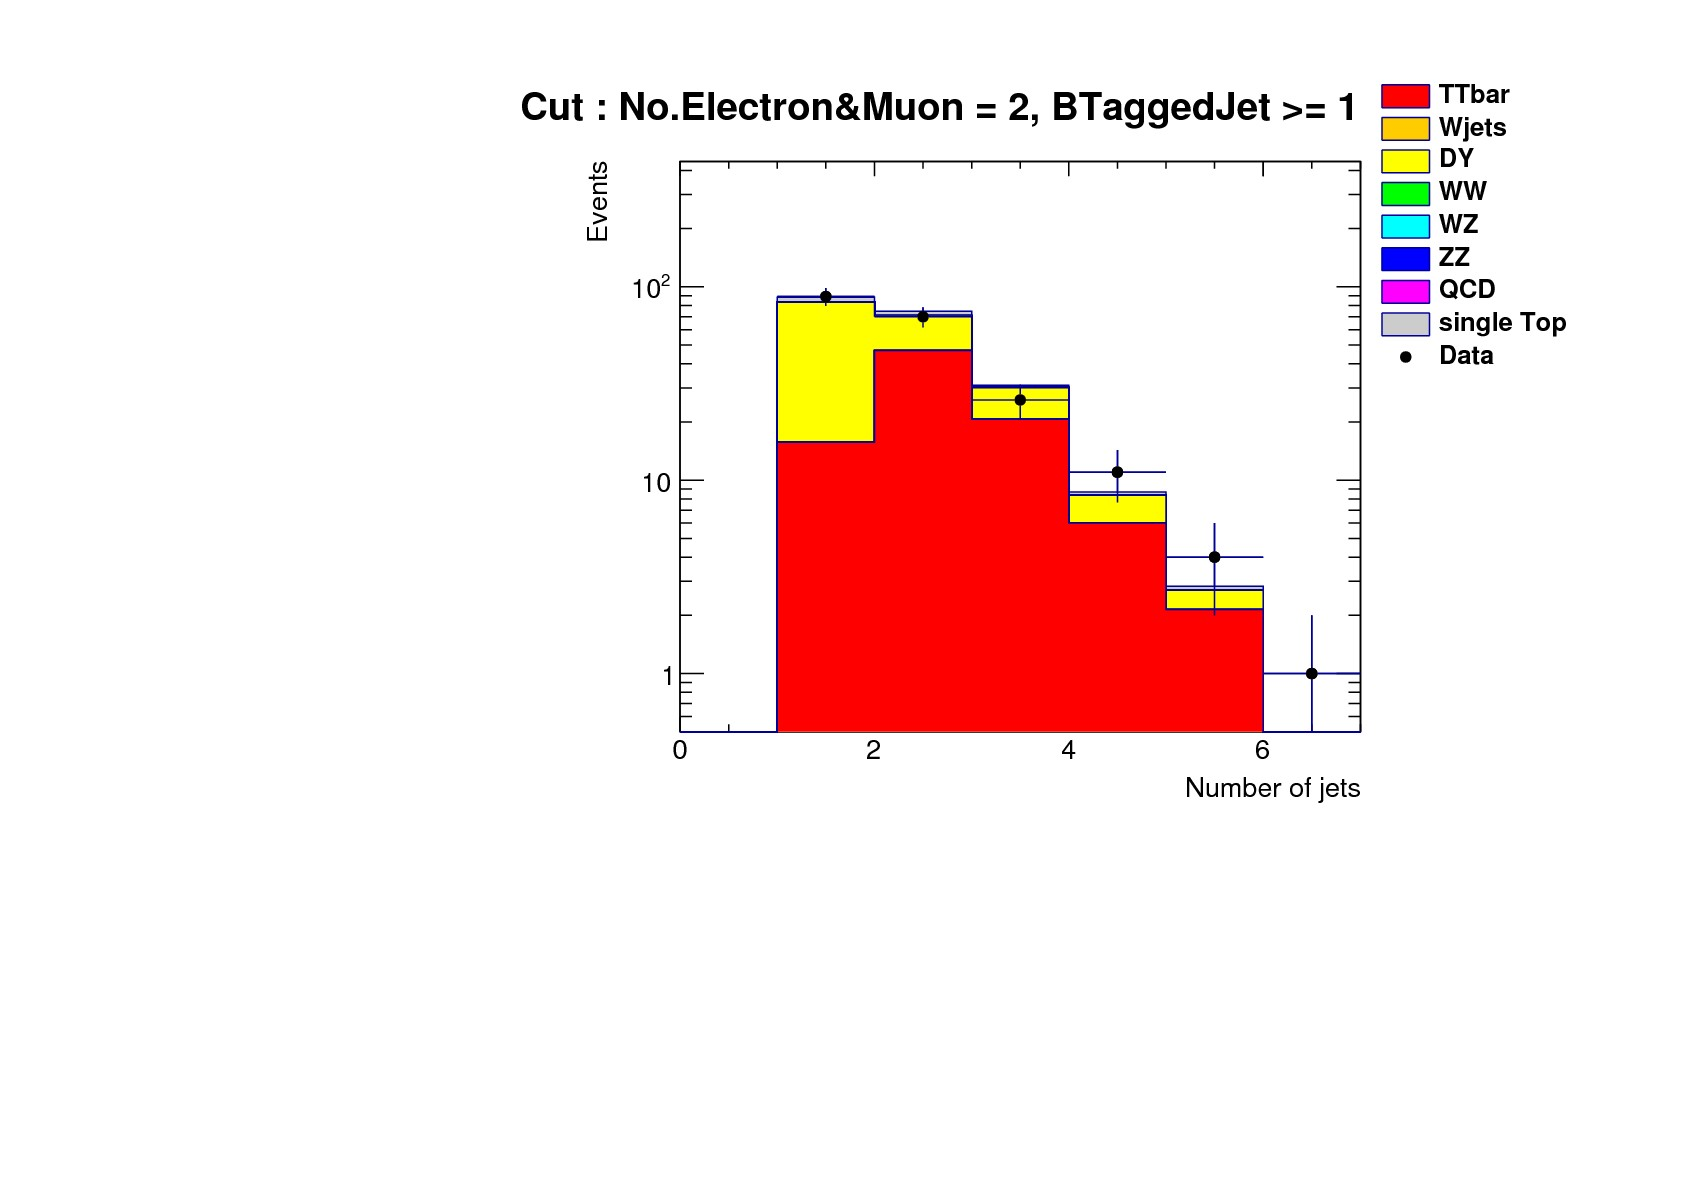 Cut : No.Electron&Muon = 2, BTaggedJet >= 1
TTbar
Wjets
DY
WW
WZ
ZZ
QCD
single Top
Data
Events
10²
10
1
0 2 4 6
Number of jets